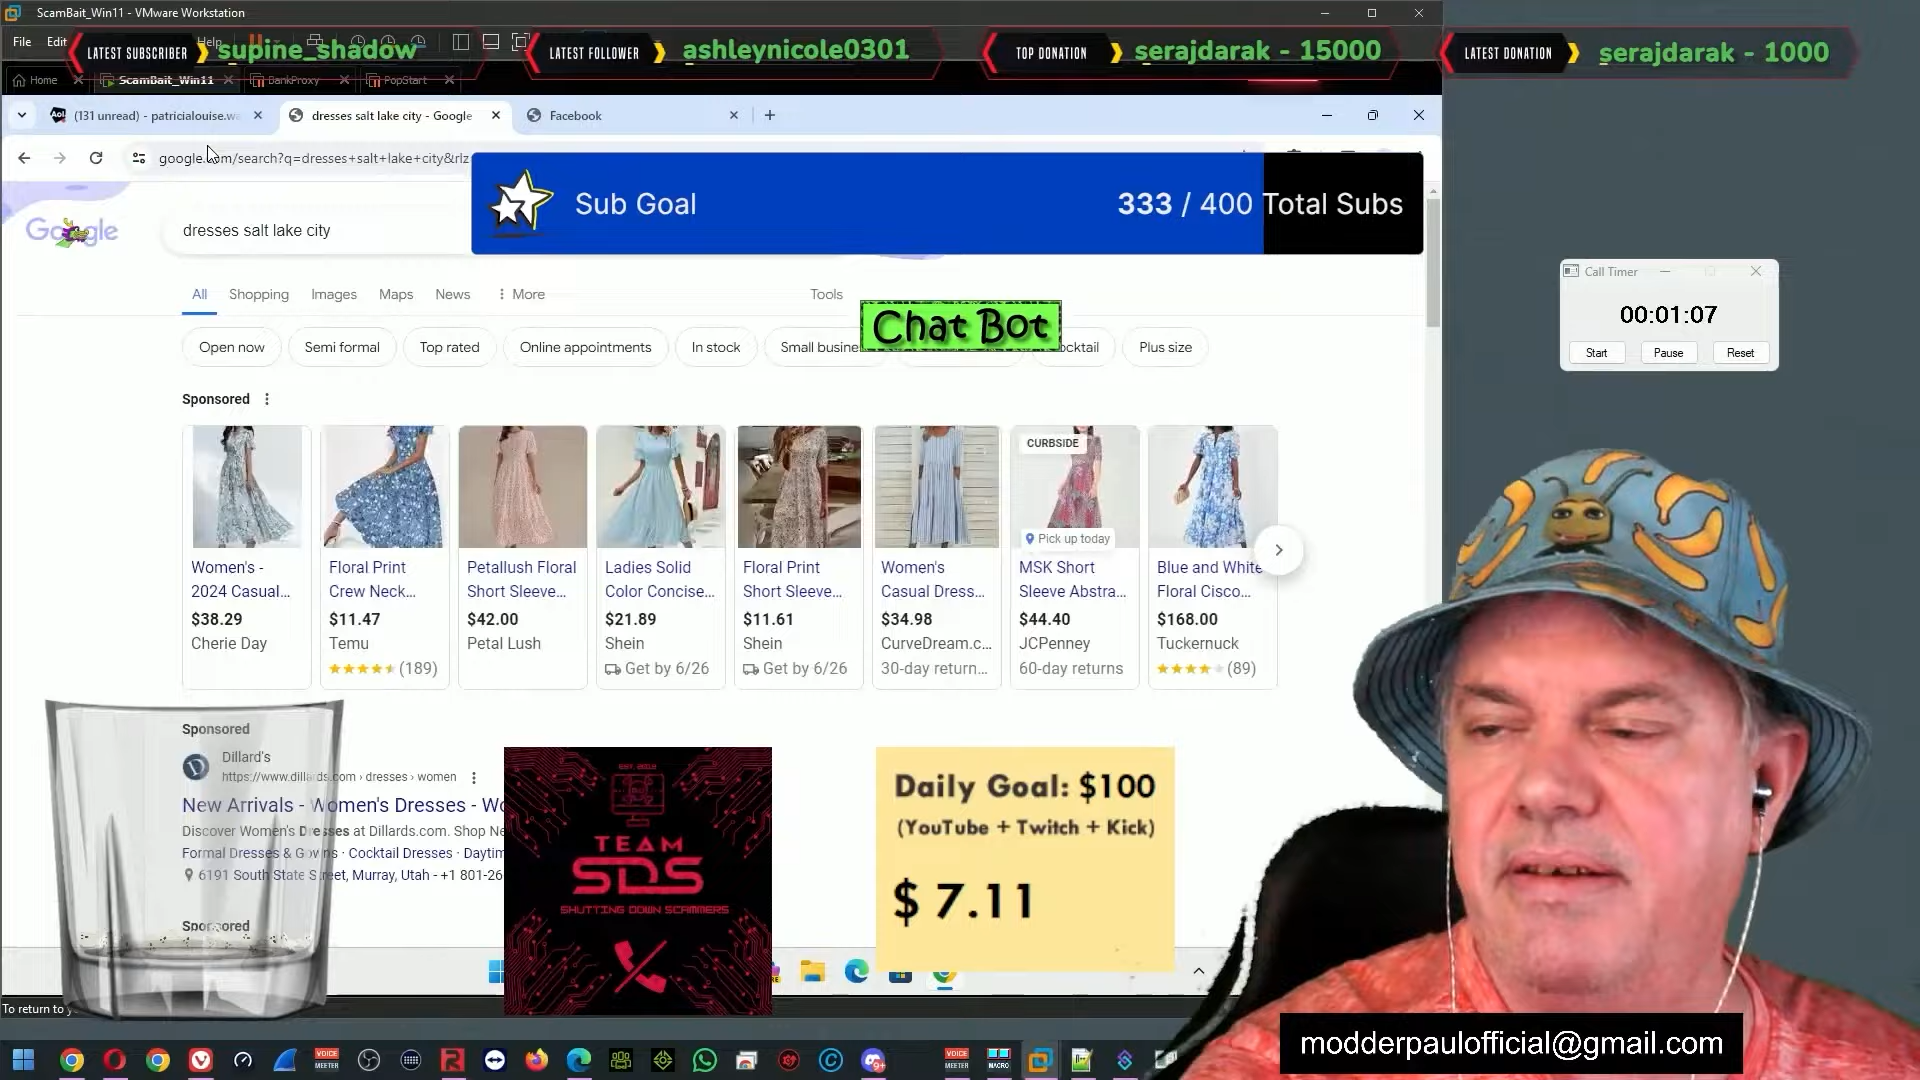 ScamBait_Win11 - VMware Workstation
File Edit Help
LATEST SUBSCRIBER supine_shadow
LATEST FOLLOWER ashleynicole0301
TOP DONATION serajdarak - 15000
LATEST DONATION serajdarak - 1000
Home ScamBait_Win11 BankProxy PopStart
Aol. (131 unread) - patricialouise.wa
dresses salt lake city - Google
Facebook
google.com/search?q=dresses+salt+lake+city&rlz
Sub Goal 333 / 400 Total Subs
Google
dresses salt lake city
Call Timer
00:01:07
Start Pause Reset
All Shopping Images Maps News More Tools
Chat Bot
Open now Semi formal Top rated Online appointments In stock Small busine ocktail Plus size
Sponsored
CURBSIDE
Pick up today
Women's -
2024 Casual...
$38.29
Cherie Day
Floral Print
Crew Neck...
$11.47
Temu
(189)
Petallush Floral
Short Sleeve...
$42.00
Petal Lush
Ladies Solid
Color Concise...
$21.89
Shein
Get by 6/26
Floral Print
Short Sleeve...
$11.61
Shein
Get by 6/26
Women's
Casual Dress...
$34.98
CurveDream.c...
30-day return...
MSK Short
Sleeve Abstra...
$44.40
JCPenney
60-day returns
Blue and White
Floral Cisco...
$168.00
Tuckernuck
(89)
Sponsored
Dillard's
https://www.dillards.com › dresses › women
New Arrivals - Women's Dresses - Wo
Discover Women's Dresses at Dillards.com. Shop Ne
Formal Dresses & Gowns · Cocktail Dresses · Daytim
6191 South State Street, Murray, Utah - +1 801-26
Sponsored
EST. 2012
TEAM
SDS
SHUTTING DOWN SCAMMERS
Daily Goal: $100
(YouTube + Twitch + Kick)
$ 7.11
To return to y
modderpaulofficial@gmail.com
VOICE
MEETER
9+
VOICE
MEETER
MACRO